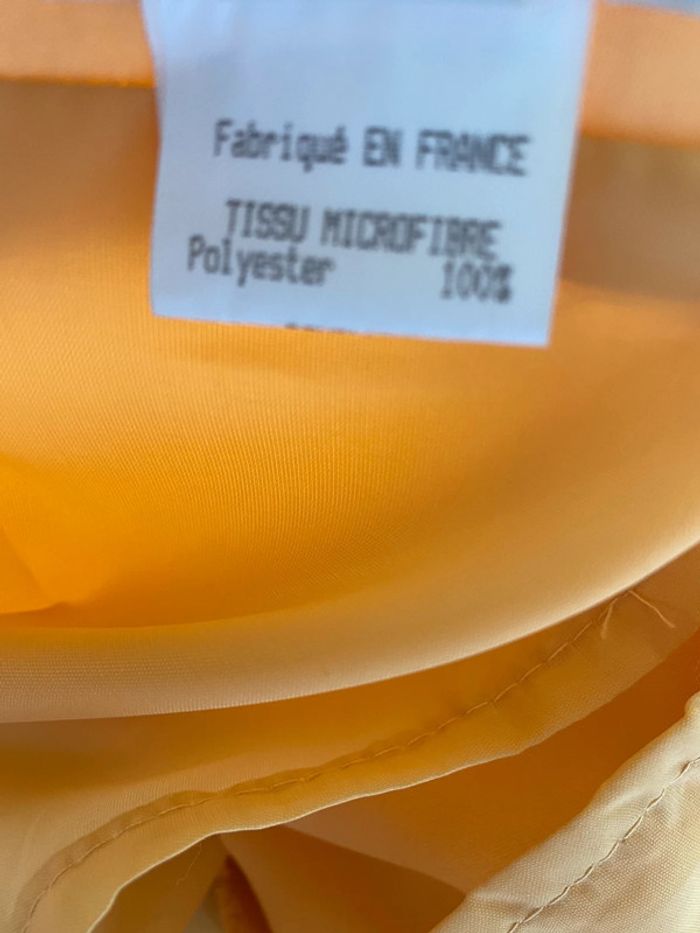 Fabriqué EN FRANCE
TISSU MICROFIBRE
Polyester 100%